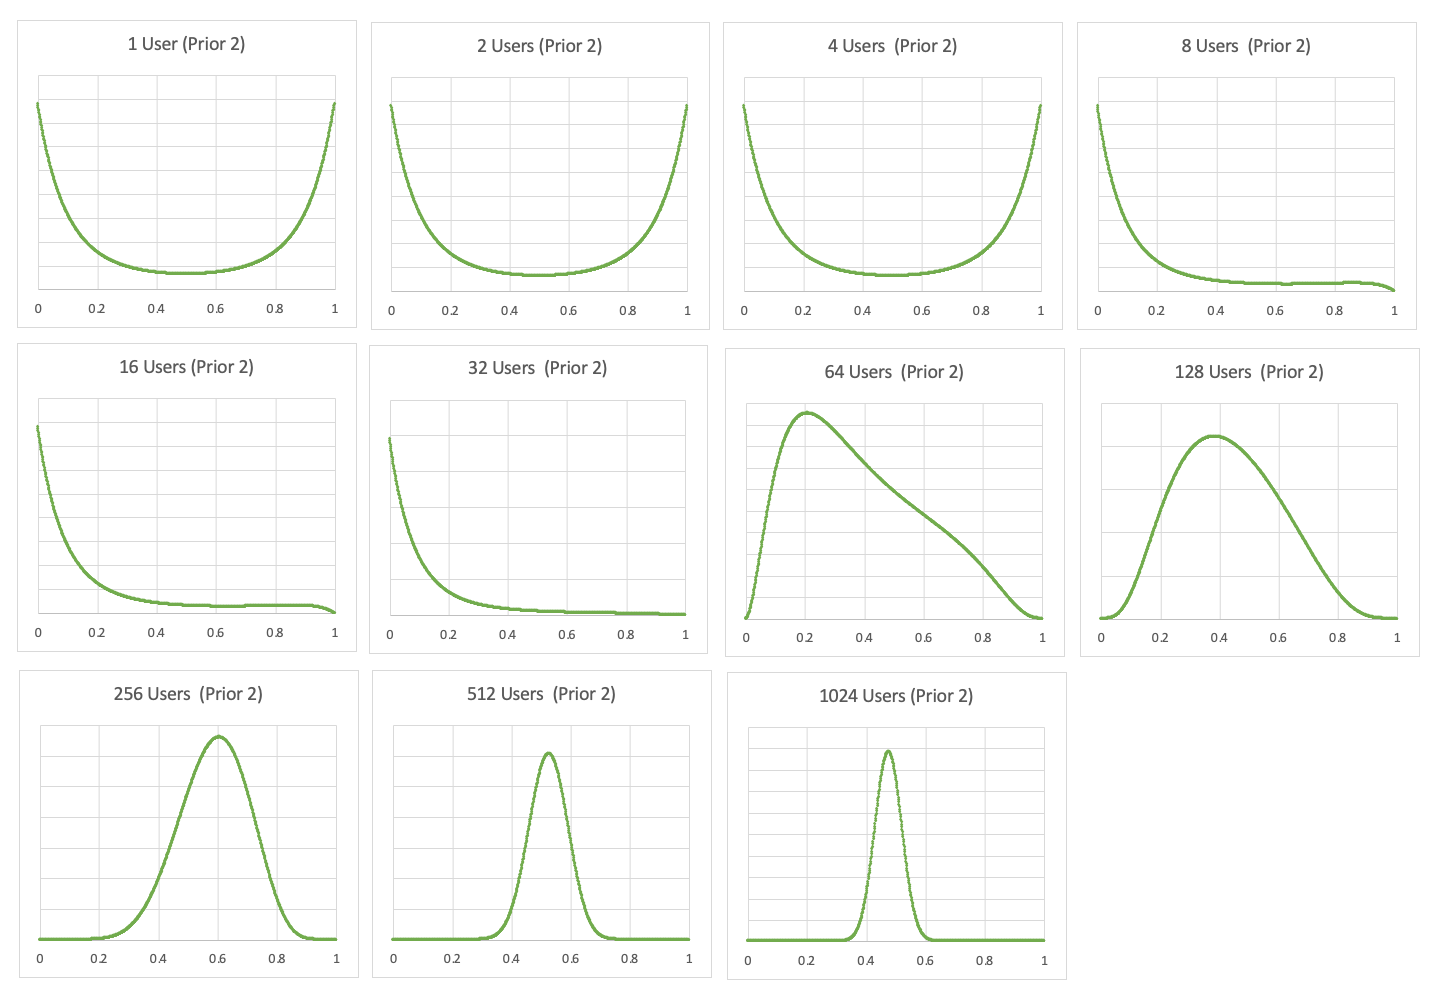 1 User (Prior 2)
0 0.2 0.4 0.6 0.8 1
2 Users (Prior 2)
0 0.2 0.4 0.6 0.8 1
4 Users (Prior 2)
0 0.2 0.4 0.6 0.8 1
8 Users (Prior 2)
0 0.2 0.4 0.6 0.8 1
16 Users (Prior 2)
0 0.2 0.4 0.6 0.8 1
32 Users (Prior 2)
0 0.2 0.4 0.6 0.8 1
64 Users (Prior 2)
0 0.2 0.4 0.6 0.8 1
128 Users (Prior 2)
0 0.2 0.4 0.6 0.8 1
256 Users (Prior 2)
0 0.2 0.4 0.6 0.8 1
512 Users (Prior 2)
0 0.2 0.4 0.6 0.8 1
1024 Users (Prior 2)
0 0.2 0.4 0.6 0.8 1